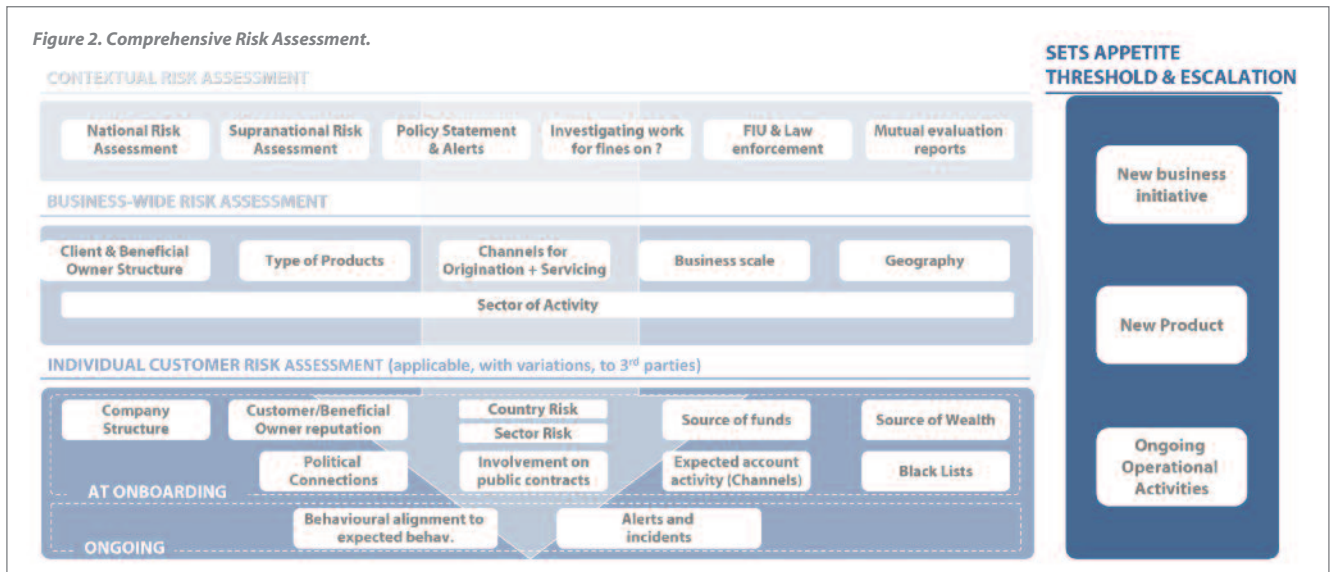 Figure 2. Comprehensive Risk Assessment.
SETS APPETITE
THRESHOLD & ESCALATION
CONTEXTUAL RISK ASSESSMENT
National Risk
Assessment
Supranational Risk
Assessment
Policy Statement
& Alerts
Investigating work
for fines on ?
FIU & Law
enforcement
Mutual evaluation
reports
BUSINESS-WIDE RISK ASSESSMENT
Client & Beneficial
Owner Structure
Type of Products
Channels for
Origination + Servicing
Business scale
Geography
Sector of Activity
INDIVIDUAL CUSTOMER RISK ASSESSMENT (applicable, with variations, to 3rd parties)
Company
Structure
Customer/Beneficial
Owner reputation
Country Risk
Sector Risk
Source of funds
Source of Wealth
Political
Connections
Involvement on
public contracts
Expected account
activity (Channels)
Black Lists
AT ONBOARDING
Behavioural alignment to
expected behav.
Alerts and
incidents
ONGOING
New business
initiative
New Product
Ongoing
Operational
Activities